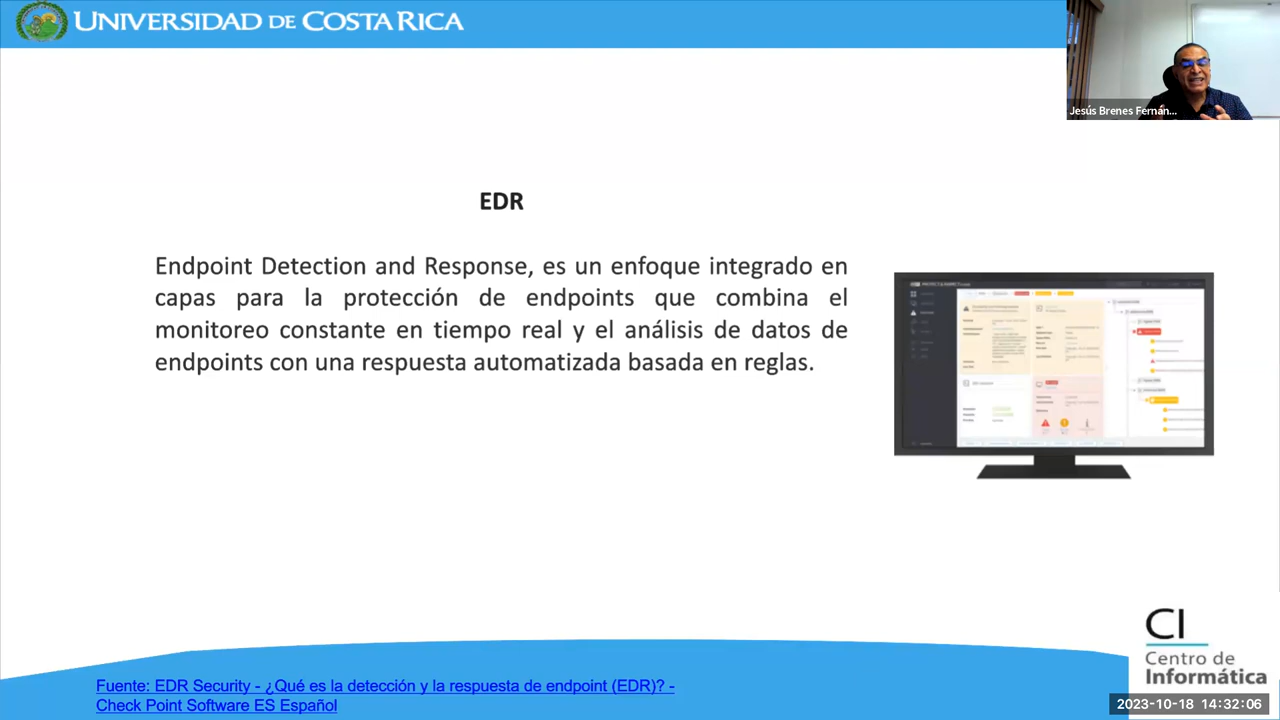 UNIVERSIDAD DE COSTA RICA
Jesús Brenes Fernán...
EDR
Endpoint Detection and Response, es un enfoque integrado en
capas para la protección de endpoints que combina el
monitoreo constante en tiempo real y el análisis de datos de
endpoints con una respuesta automatizada basada en reglas.
CI
Centro de
Informática
Fuente: EDR Security - ¿Qué es la detección y la respuesta de endpoint (EDR)? -
Check Point Software ES Español
2023-10-18 14:32:06